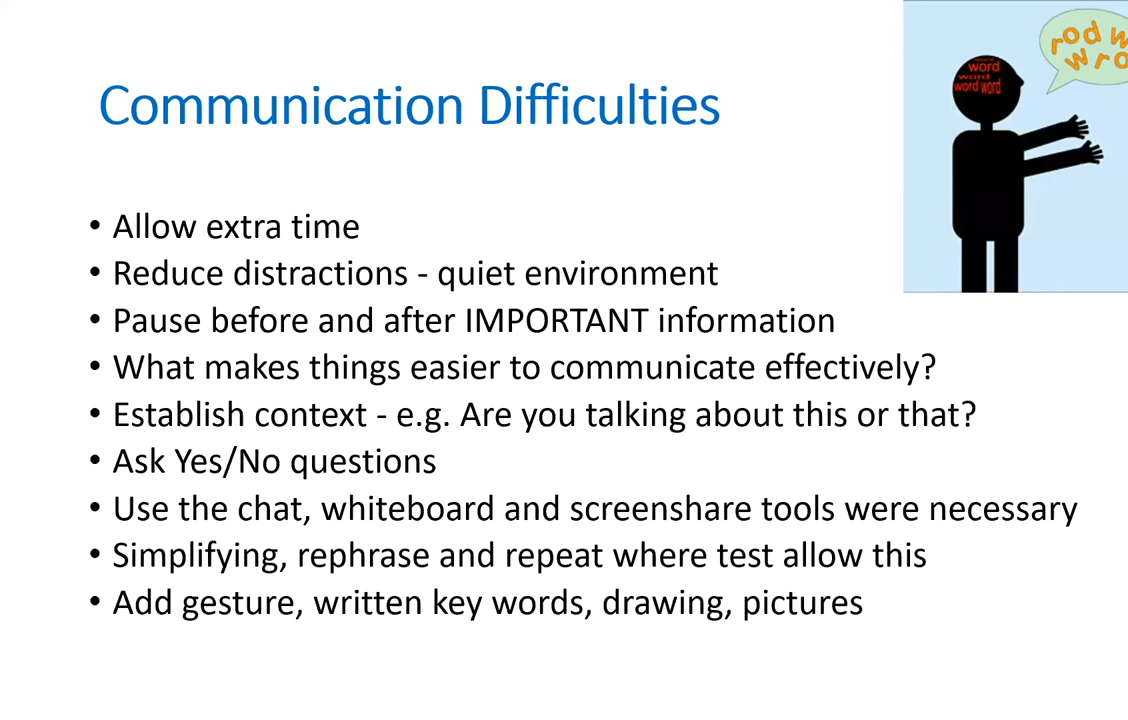 Communication Difficulties
• Allow extra time
• Reduce distractions - quiet environment
• Pause before and after IMPORTANT information
• What makes things easier to communicate effectively?
• Establish context - e.g. Are you talking about this or that?
• Ask Yes/No questions
• Use the chat, whiteboard and screenshare tools were necessary
• Simplifying, rephrase and repeat where test allow this
• Add gesture, written key words, drawing, pictures
rod w
wro
word
word
word word